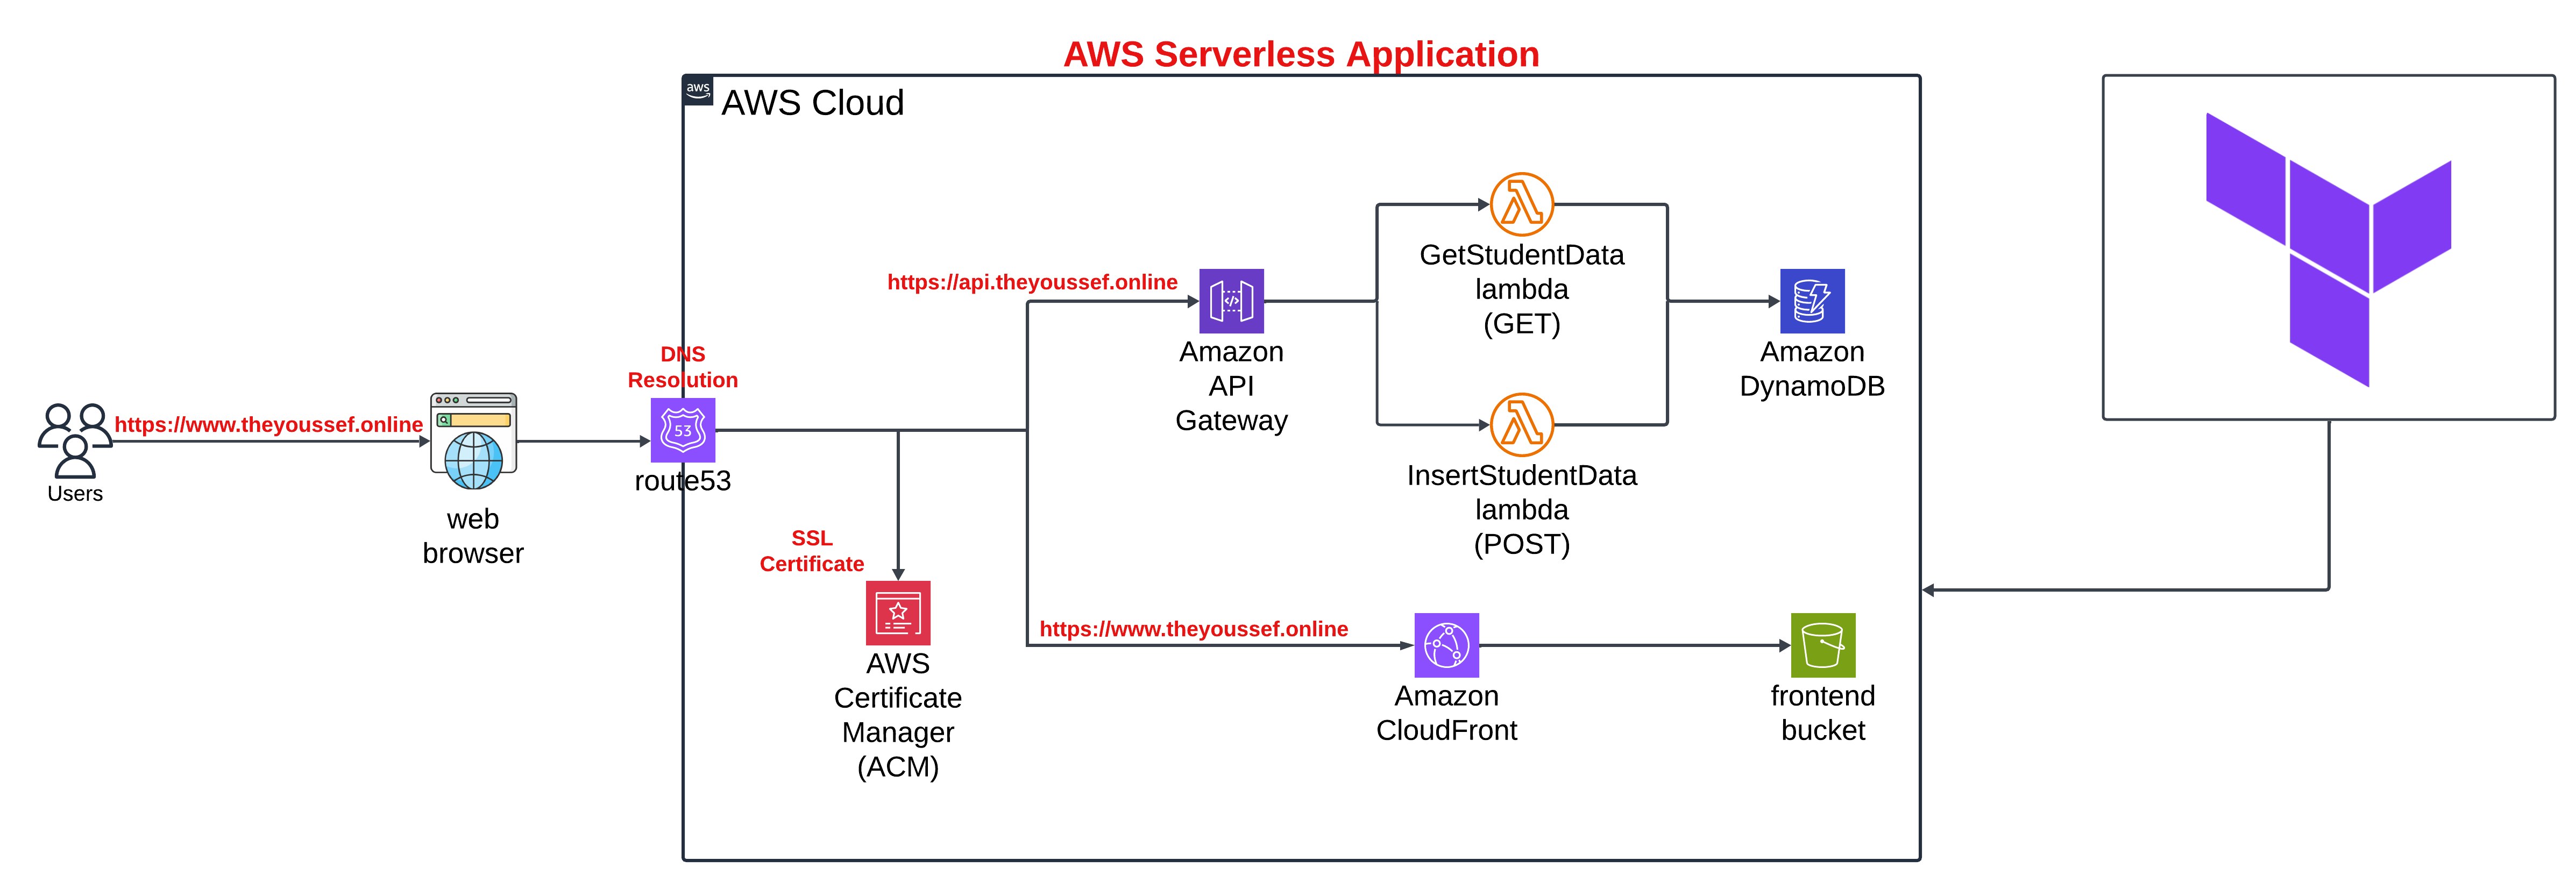 AWS Serverless Application
aws
AWS Cloud
https://www.theyoussef.online
Users
web
browser
DNS
Resolution
53
route53
SSL
Certificate
AWS
Certificate
Manager
(ACM)
https://api.theyoussef.online
Amazon
API
Gateway
GetStudentData
lambda
(GET)
InsertStudentData
lambda
(POST)
Amazon
DynamoDB
https://www.theyoussef.online
Amazon
CloudFront
frontend
bucket